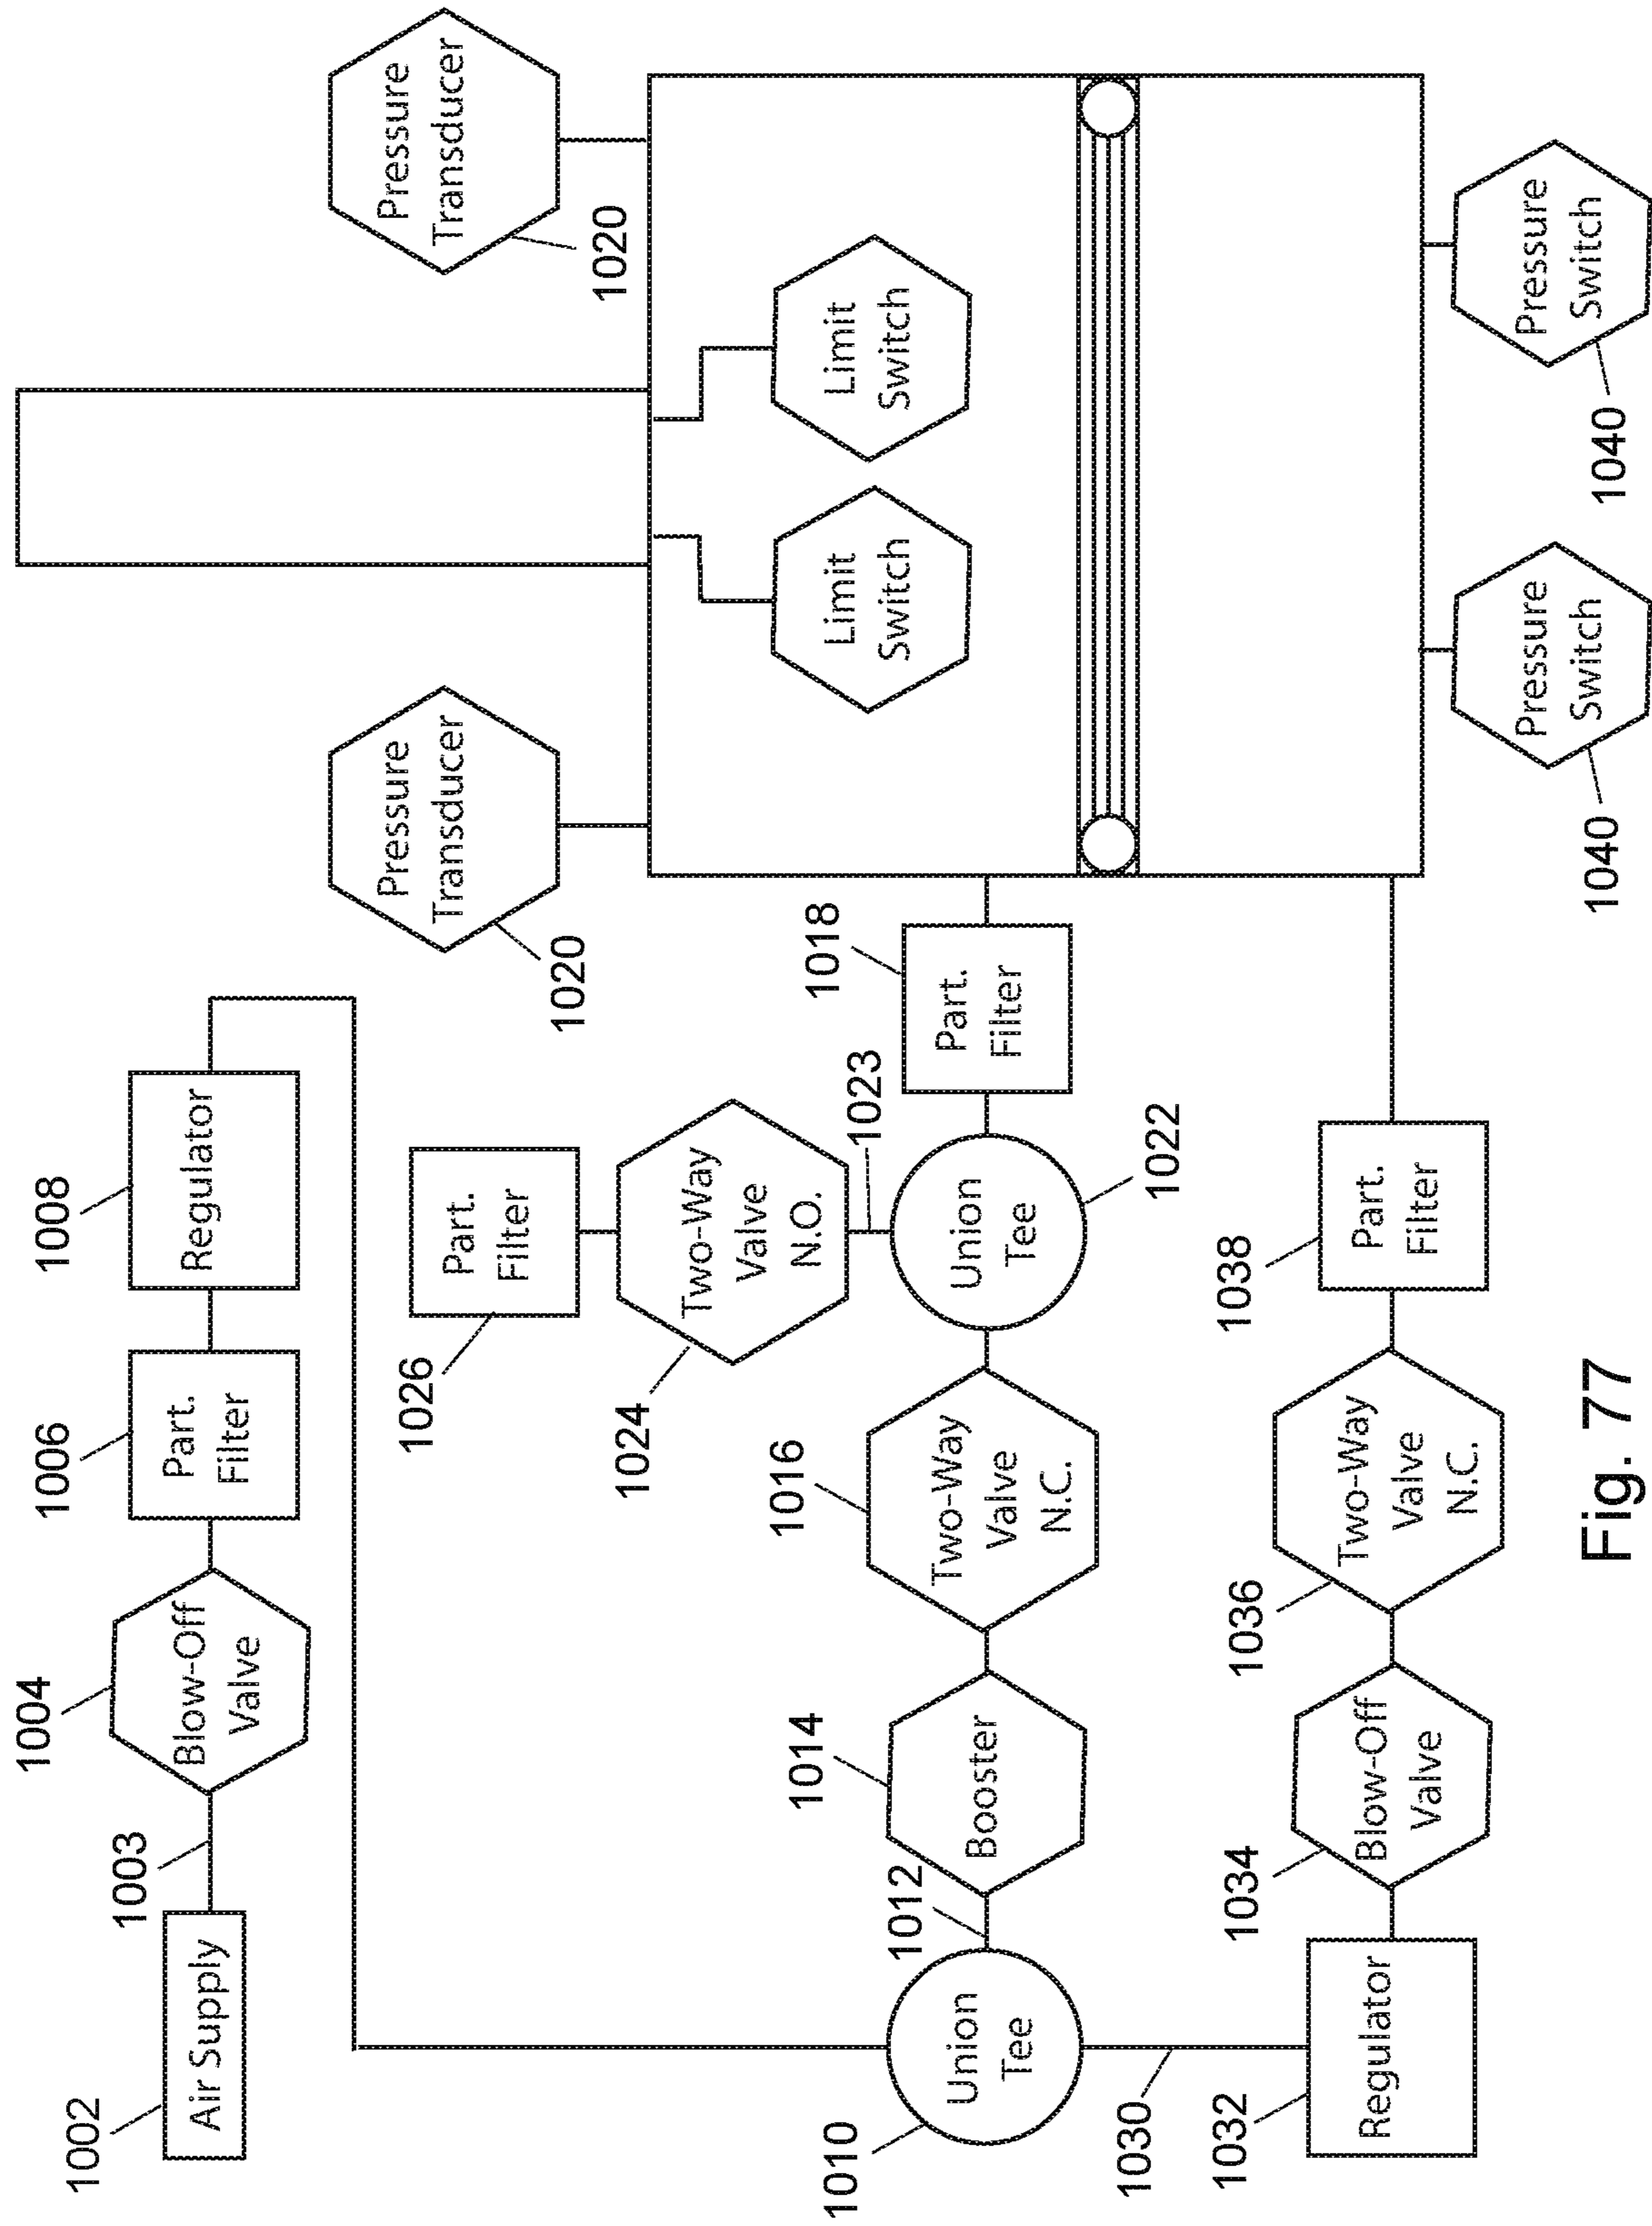 1002
Air Supply
1003
1004
Blow-Off
Valve
1006
Part.
Filter
1008
Regulator
1010
Union
Tee
1012
1014
Booster
1016
Two-Way
Valve
N.C.
1022
Union
Tee
1023
1024
Two-Way
Valve
N.O.
1026
Part.
Filter
1018
Part.
Filter
1030
1032
Regulator
1034
Blow-Off
Valve
1036
Two-Way
Valve
N.C.
1038
Part.
Filter
1020
Pressure
Transducer
1020
Pressure
Transducer
Limit
Switch
Limit
Switch
1040
Pressure
Switch
1040
Pressure
Switch
Fig. 77